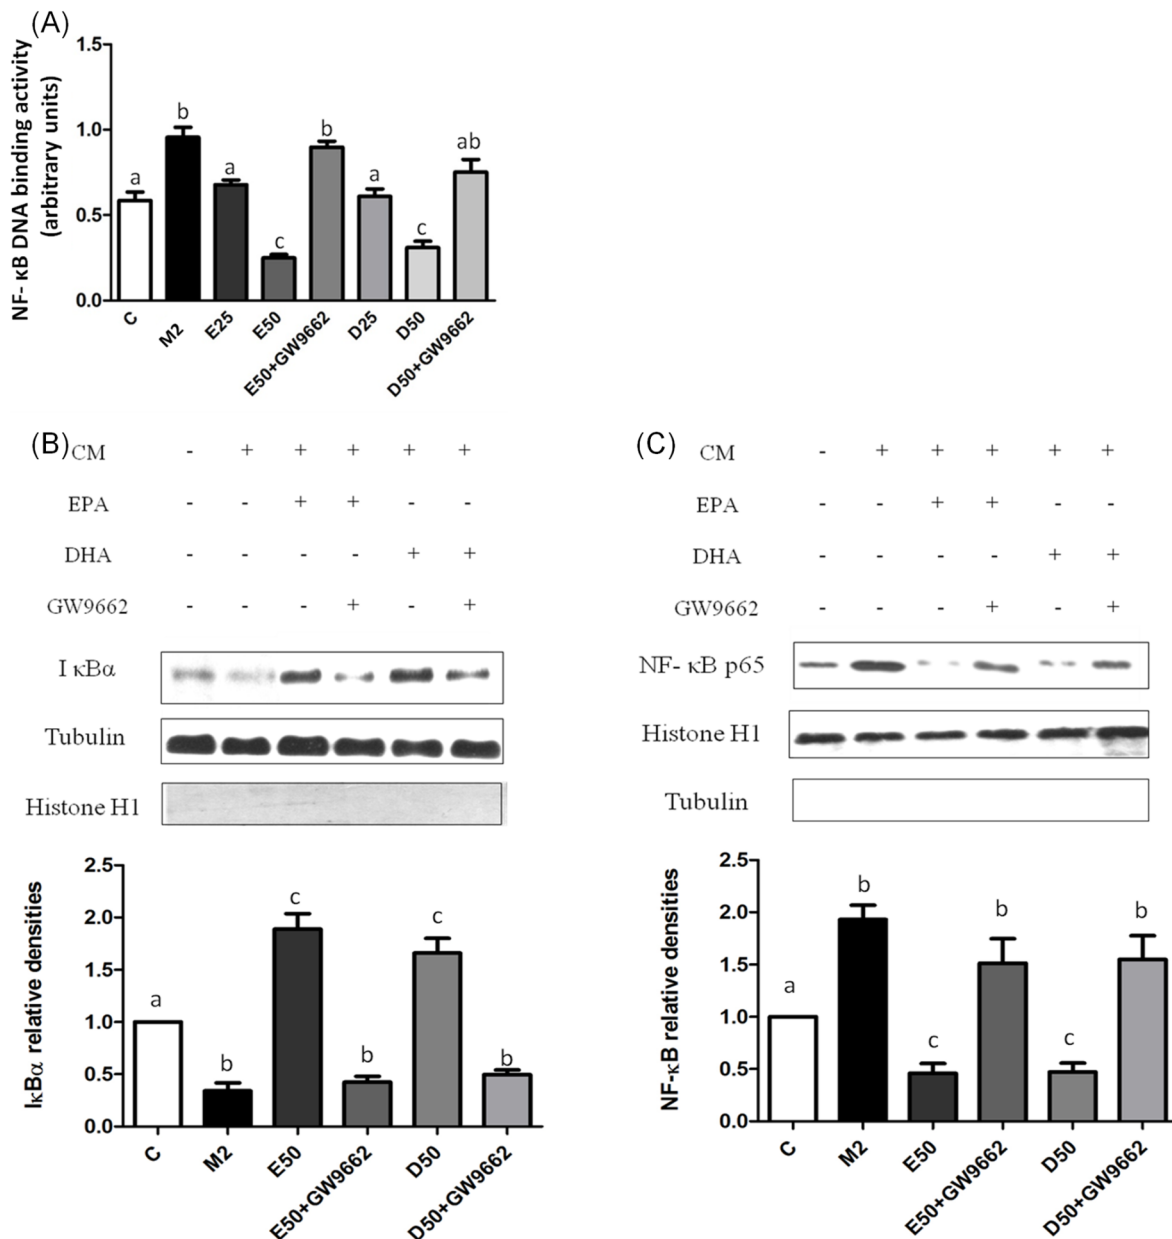 (A)
NF- κB DNA binding activity
(arbitrary units)
1.5
1.0
0.5
0.0
b
b
ab
a
a
a
c
c
C
M2
E25
E50
E50+GW9662
D25
D50
D50+GW9662
(B)
CM - + + + + +
EPA - - + + - -
DHA - - - - + +
GW9662 - - - + - +
I κBα
Tubulin
Histone H1
IκBα relative densities
2.5
2.0
1.5
1.0
0.5
0.0
a
b
c
b
c
b
C
M2
E50
E50+GW9662
D50
D50+GW9662
(C)
CM - + + + + +
EPA - - + + - -
DHA - - - - + +
GW9662 - - - + - +
NF- κB p65
Histone H1
Tubulin
NF-κB relative densities
2.5
2.0
1.5
1.0
0.5
0.0
a
b
c
b
c
b
C
M2
E50
E50+GW9662
D50
D50+GW9662